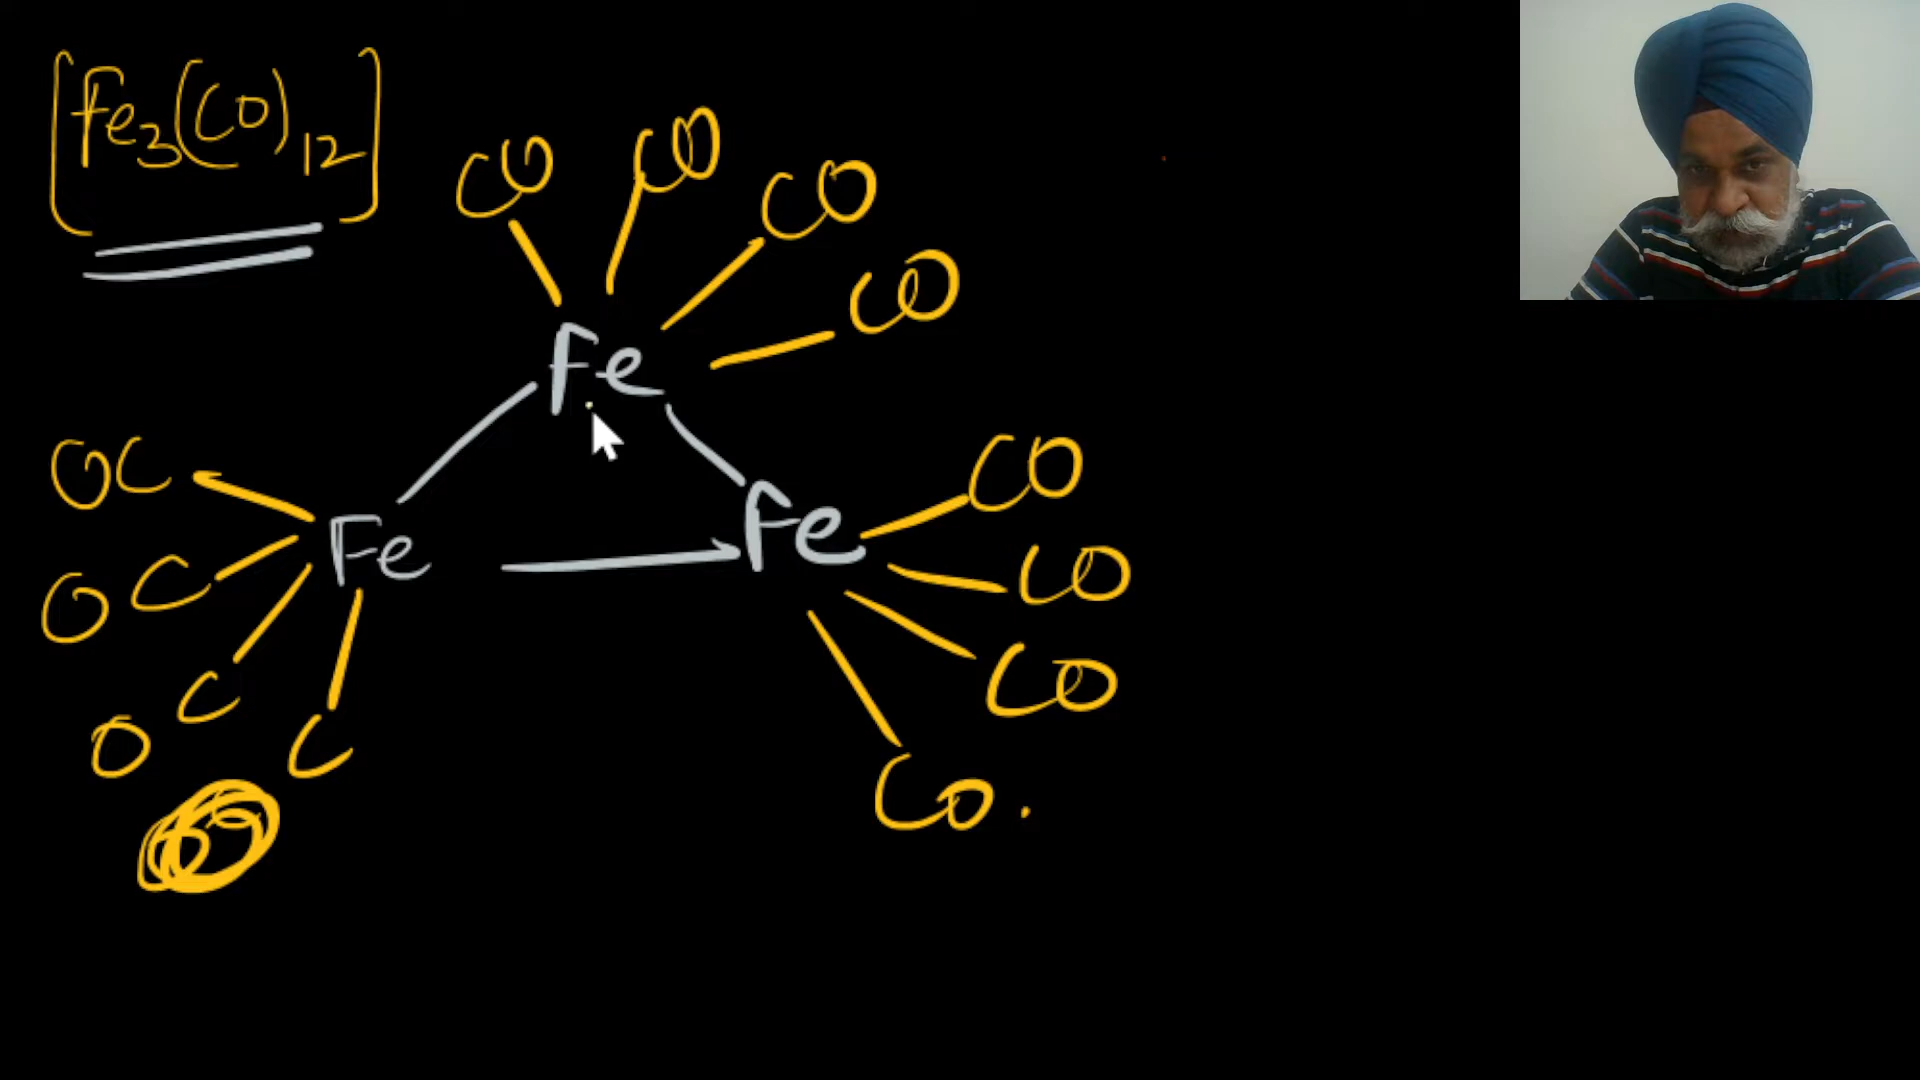 [Fe3(CO)12]
CO CO CO
CO
Fe
OC Fe Fe CO
OC CO
OC CO
C CO.